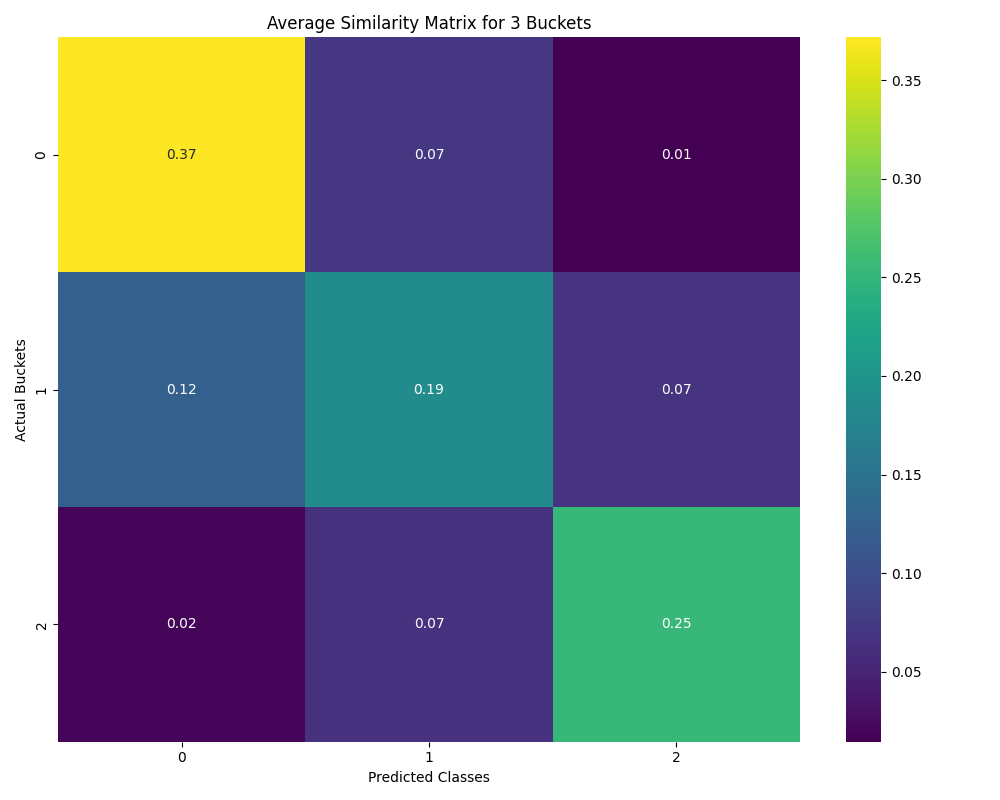 Average Similarity Matrix for 3 Buckets
0.37 0.07 0.01
0.12 0.19 0.07
0.02 0.07 0.25
0
1
2
Actual Buckets
0 1 2
Predicted Classes
0.35
0.30
0.25
0.20
0.15
0.10
0.05